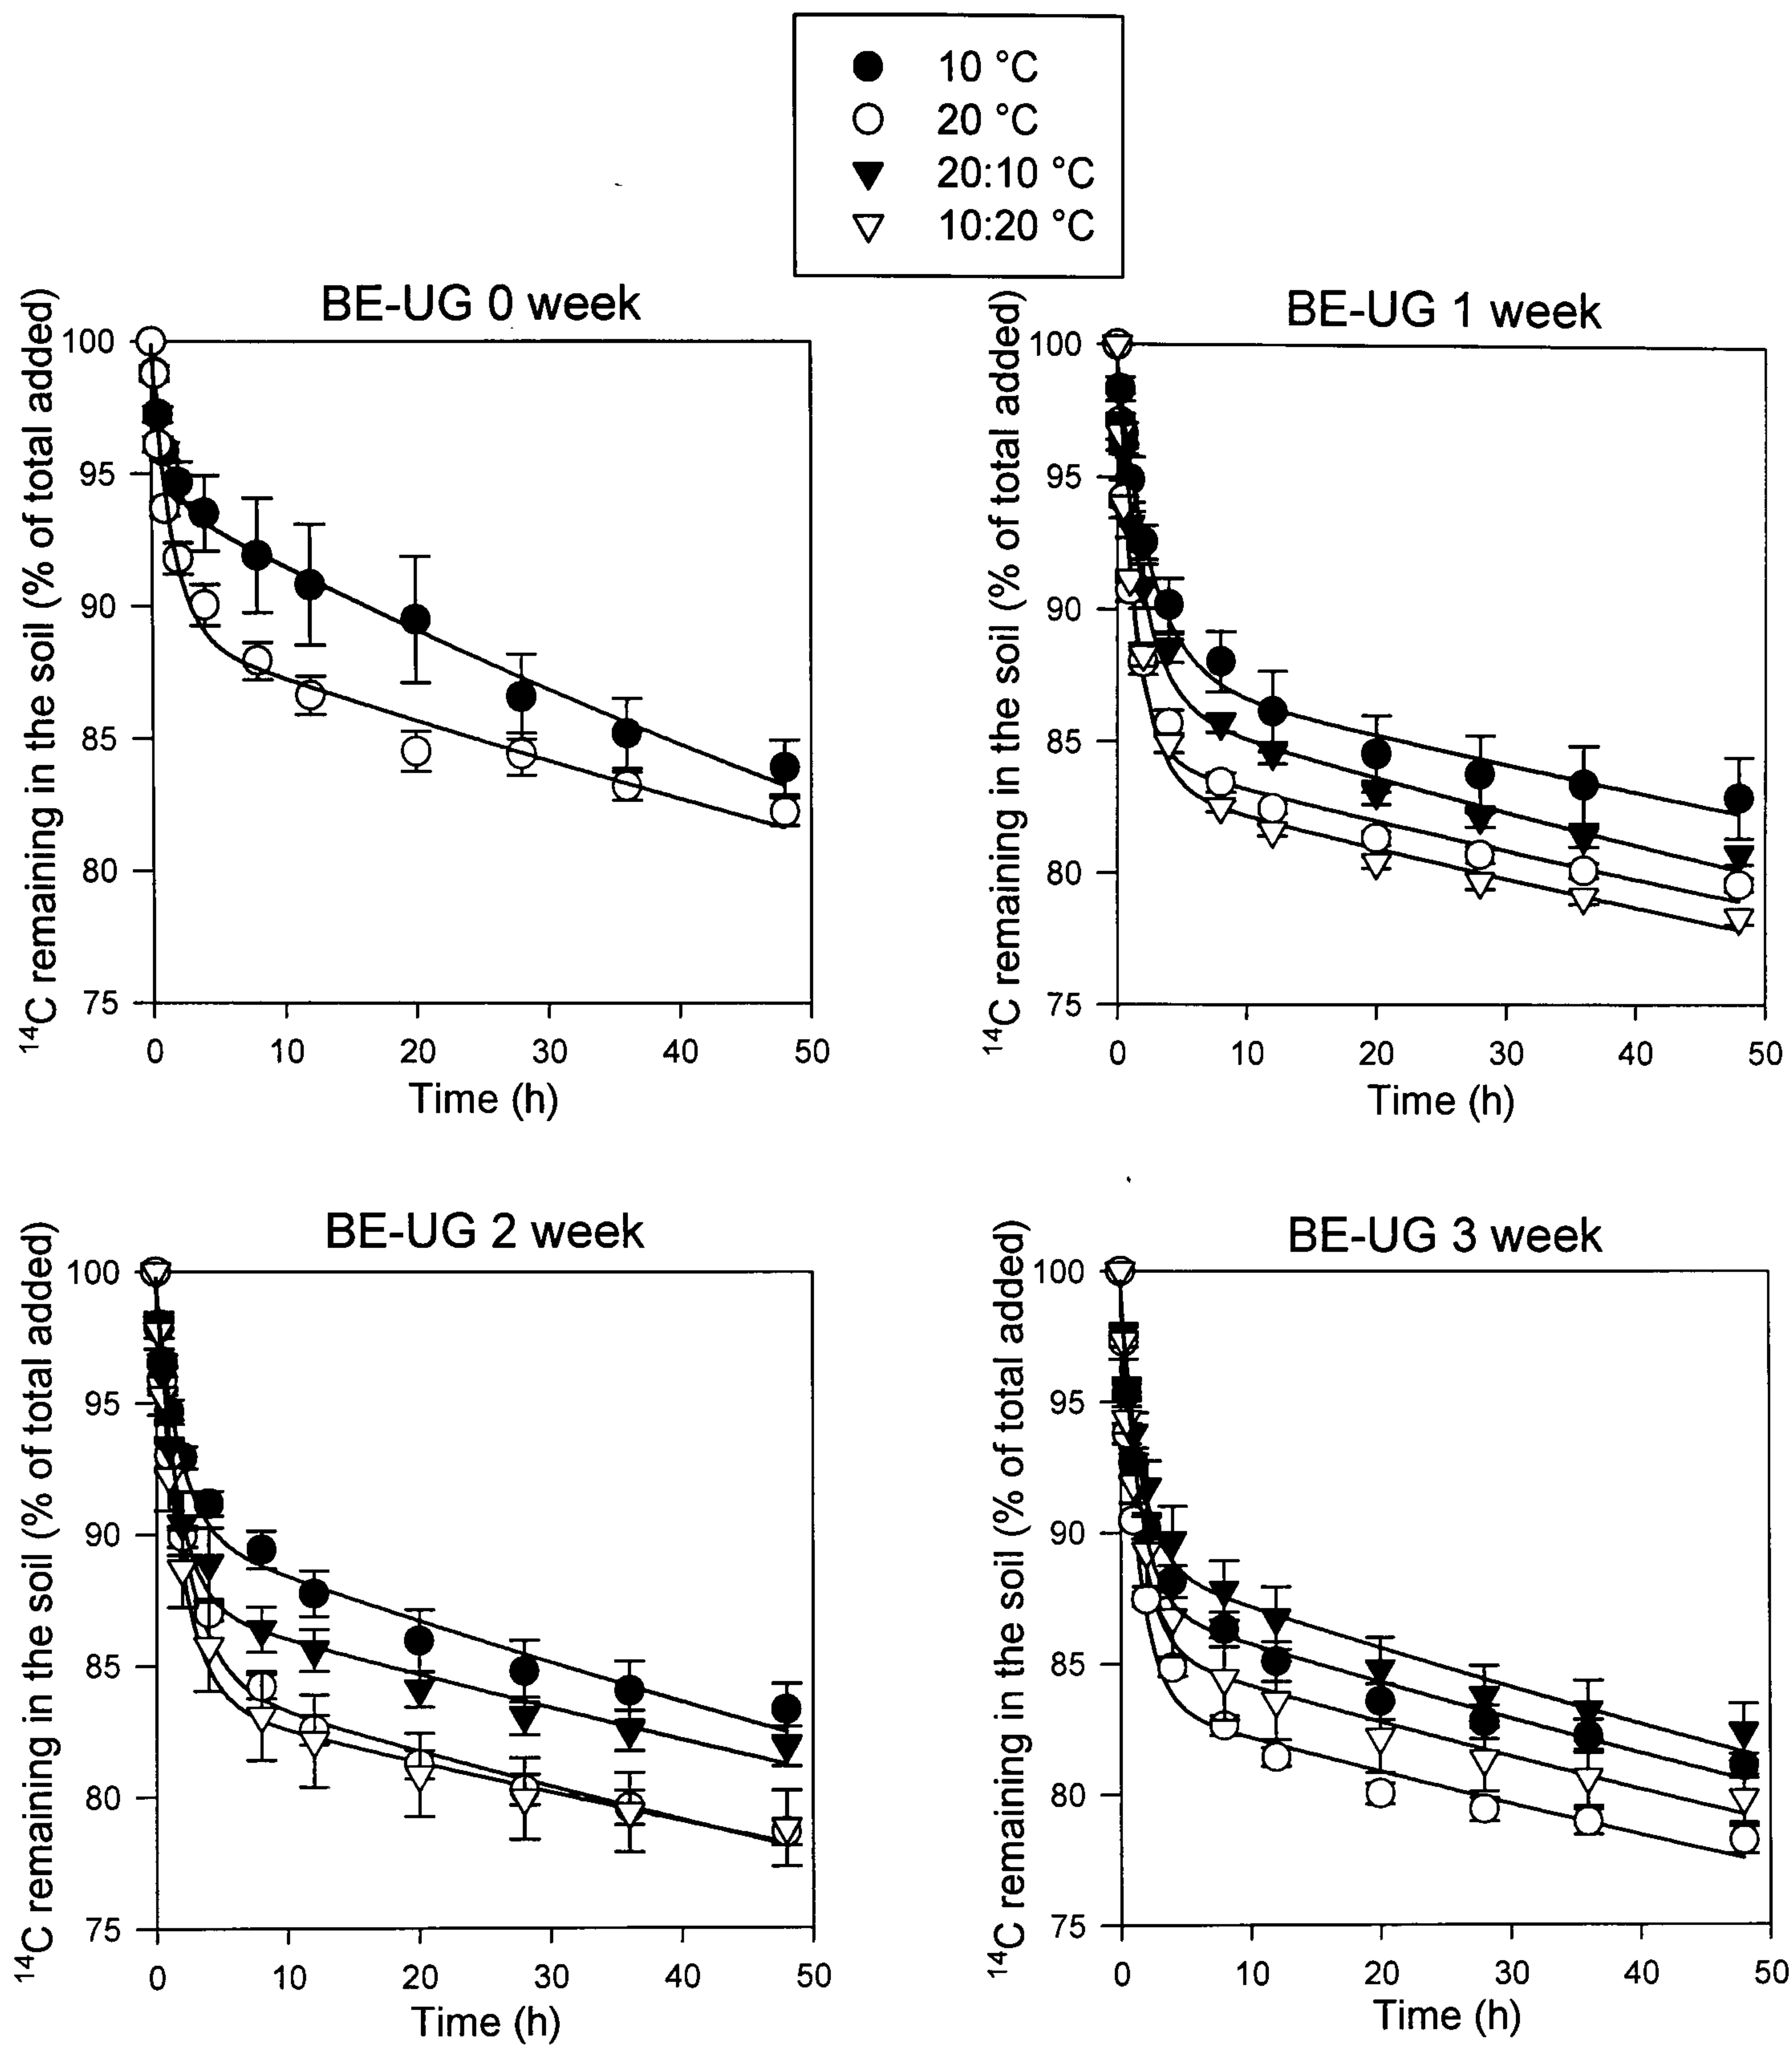 10 °C
20 °C
20:10 °C
10:20 °C
BE-UG 0 week
¹⁴C remaining in the soil (% of total added)
100
95
90
85
80
75
0 10 20 30 40 50
Time (h)
BE-UG 1 week
¹⁴C remaining in the soil (% of total added)
100
95
90
85
80
75
0 10 20 30 40 50
Time (h)
BE-UG 2 week
¹⁴C remaining in the soil (% of total added)
100
95
90
85
80
75
0 10 20 30 40 50
Time (h)
BE-UG 3 week
¹⁴C remaining in the soil (% of total added)
100
95
90
85
80
75
0 10 20 30 40 50
Time (h)